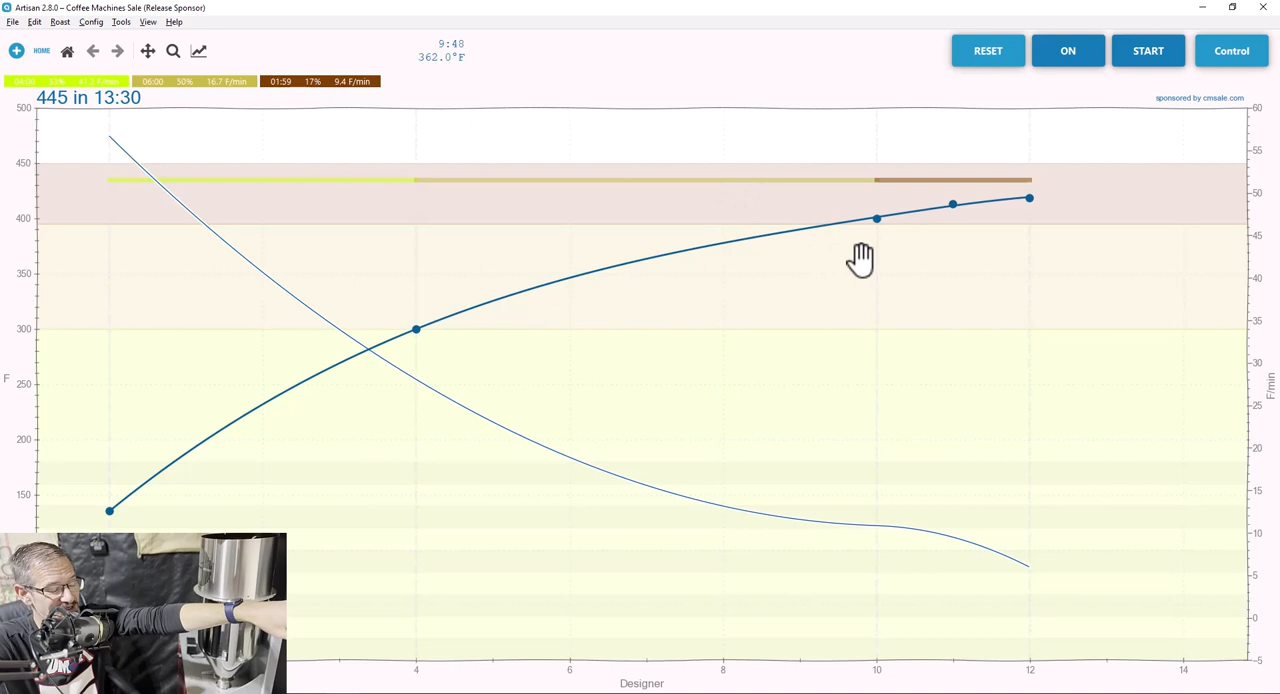 Artisan 2.8.0 – Coffee Machines Sale (Release Sponsor)
File Edit Roast Config Tools View Help
HOME
9:48
362.0°F
RESET ON START Control
04:00 33% 41.2 F/min 06:00 50% 16.7 F/min 01:59 17% 9.4 F/min
445 in 13:30
sponsored by cmsale.com
500
450
400
350
300
250
200
150
F
60
55
50
45
40
35
30
25
20
15
10
5
0
-5
F/min
4 6 8 10 12 14
Designer